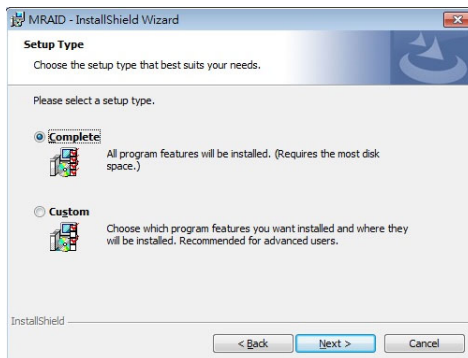 MRAID - InstallShield Wizard
Setup Type
Choose the setup type that best suits your needs.
Please select a setup type.
Complete
All program features will be installed. (Requires the most disk
space.)
Custom
Choose which program features you want installed and where they
will be installed. Recommended for advanced users.
InstallShield
< Back
Next >
Cancel